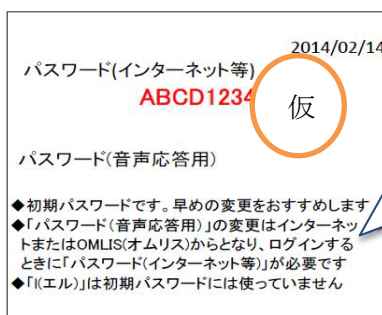 2014/02/14
パスワード(インターネット等)
ABCD1234
仮
パスワード(音声応答用)
◆初期パスワードです。早めの変更をおすすめします
◆「パスワード(音声応答用)」の変更はインターネッ
トまたはOMLIS(オムリス)からとなり、ログインする
ときに「パスワード(インターネット等)」が必要です
◆「l(エル)」は初期パスワードには使っていません